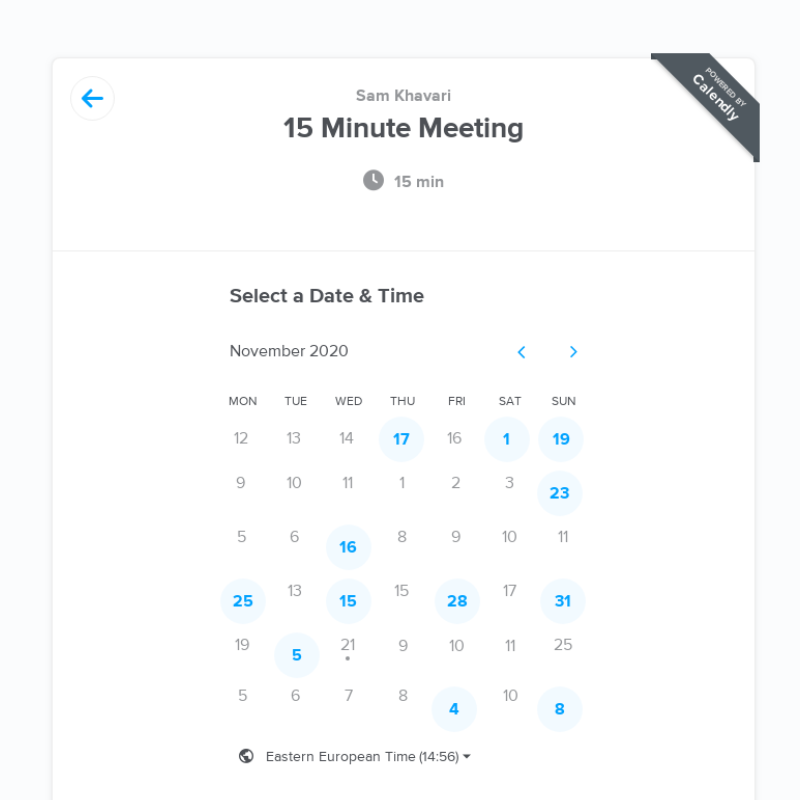 POWERED BY
Calendly
Sam Khavari
15 Minute Meeting
15 min
Select a Date & Time
November 2020
MON TUE WED THU FRI SAT SUN
12 13 14 17 16 1 19
9 10 11 1 2 3 23
5 6 16 8 9 10 11
25 13 15 15 28 17 31
19 5 21 9 10 11 25
5 6 7 8 4 10 8
Eastern European Time (14:56)